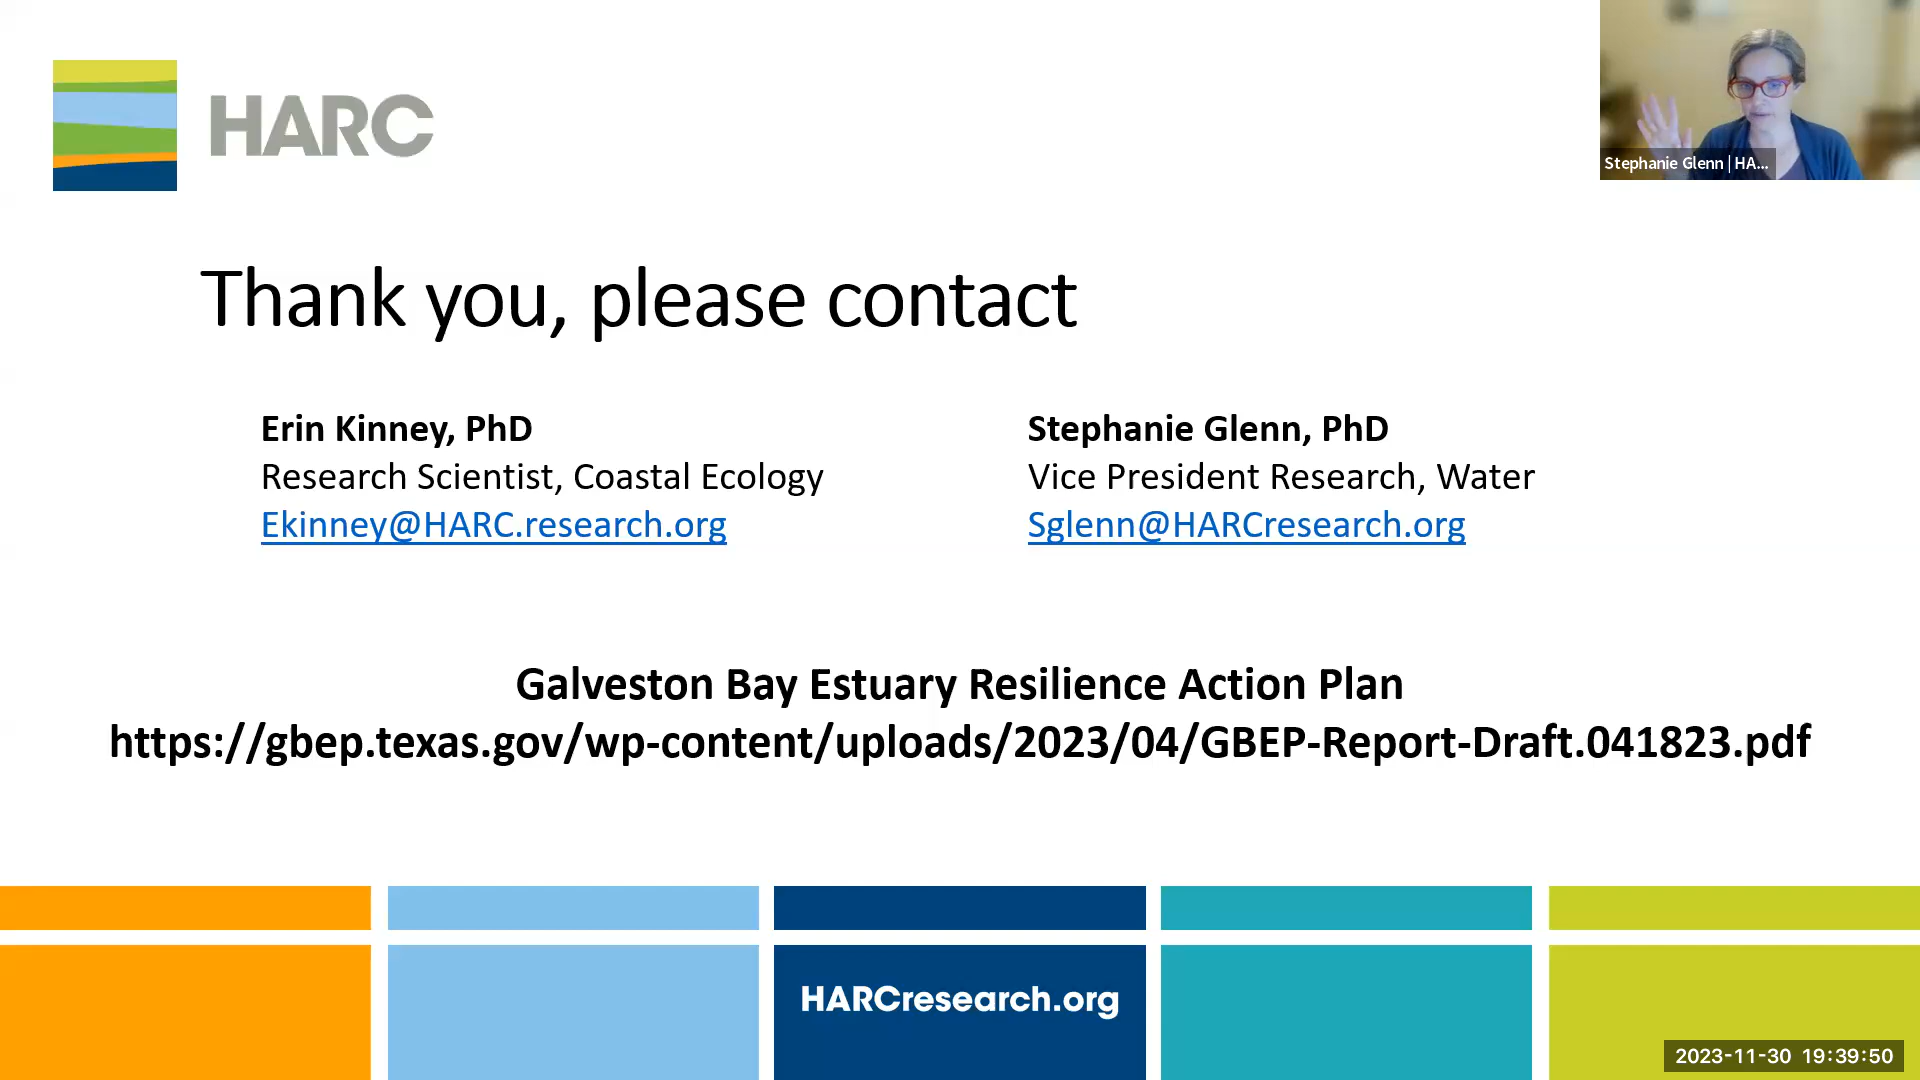 HARC
Stephanie Glenn | HA...
Thank you, please contact
Erin Kinney, PhD
Research Scientist, Coastal Ecology
Ekinney@HARC.research.org
Stephanie Glenn, PhD
Vice President Research, Water
Sglenn@HARCresearch.org
Galveston Bay Estuary Resilience Action Plan
https://gbep.texas.gov/wp-content/uploads/2023/04/GBEP-Report-Draft.041823.pdf
HARCresearch.org
2023-11-30 19:39:50